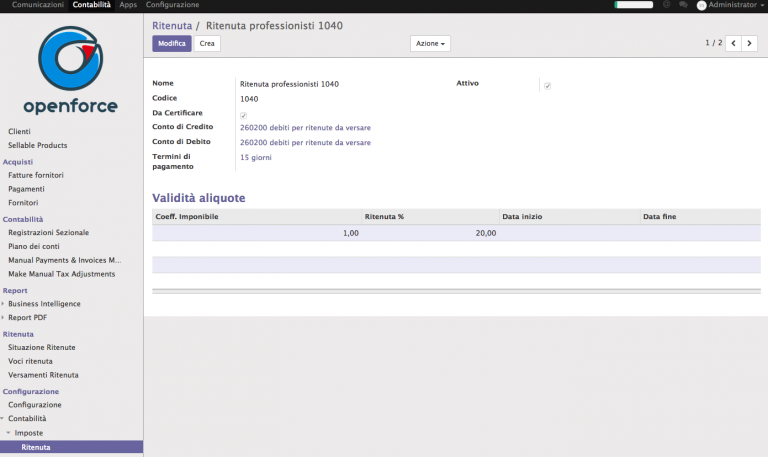 Comunicazioni Contabilità Apps Configurazione @ Administrator
Ritenuta / Ritenuta professionisti 1040
Modifica Crea Azione 1 / 2
openforce
Clienti
Sellable Products
Acquisti
Fatture fornitori
Pagamenti
Fornitori
Contabilità
Registrazioni Sezionale
Piano dei conti
Manual Payments & Invoices M...
Make Manual Tax Adjustments
Report
Business Intelligence
Report PDF
Ritenuta
Situazione Ritenute
Voci ritenuta
Versamenti Ritenuta
Configurazione
Configurazione
Contabilità
Imposte
Ritenuta
Nome Ritenuta professionisti 1040 Attivo
Codice 1040
Da Certificare
Conto di Credito 260200 debiti per ritenute da versare
Conto di Debito 260200 debiti per ritenute da versare
Termini di pagamento 15 giorni
Validità aliquote
Coeff. Imponibile Ritenuta % Data inizio Data fine
1,00 20,00